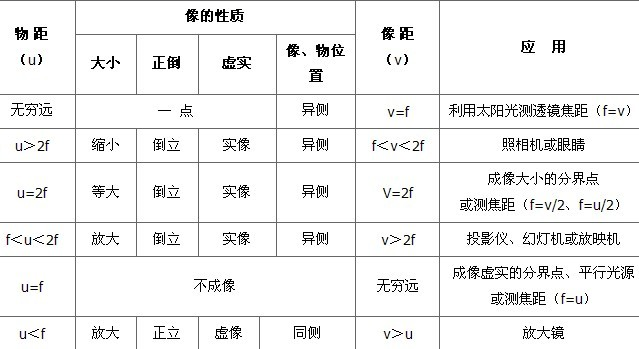 物 距
（u）
像的性质
像 距
（v）
应 用
大小
正倒
虚实
像、物位
置
无穷远
一 点
异侧
v=f
利用太阳光测透镜焦距（f=v）
u>2f
缩小
倒立
实像
异侧
f<v<2f
照相机或眼睛
u=2f
等大
倒立
实像
异侧
V=2f
成像大小的分界点
或测焦距（f=v/2、f=u/2）
f<u<2f
放大
倒立
实像
异侧
v>2f
投影仪、幻灯机或放映机
u=f
不成像
无穷远
成像虚实的分界点、平行光源
或测焦距（f=u）
u<f
放大
正立
虚像
同侧
v>u
放大镜